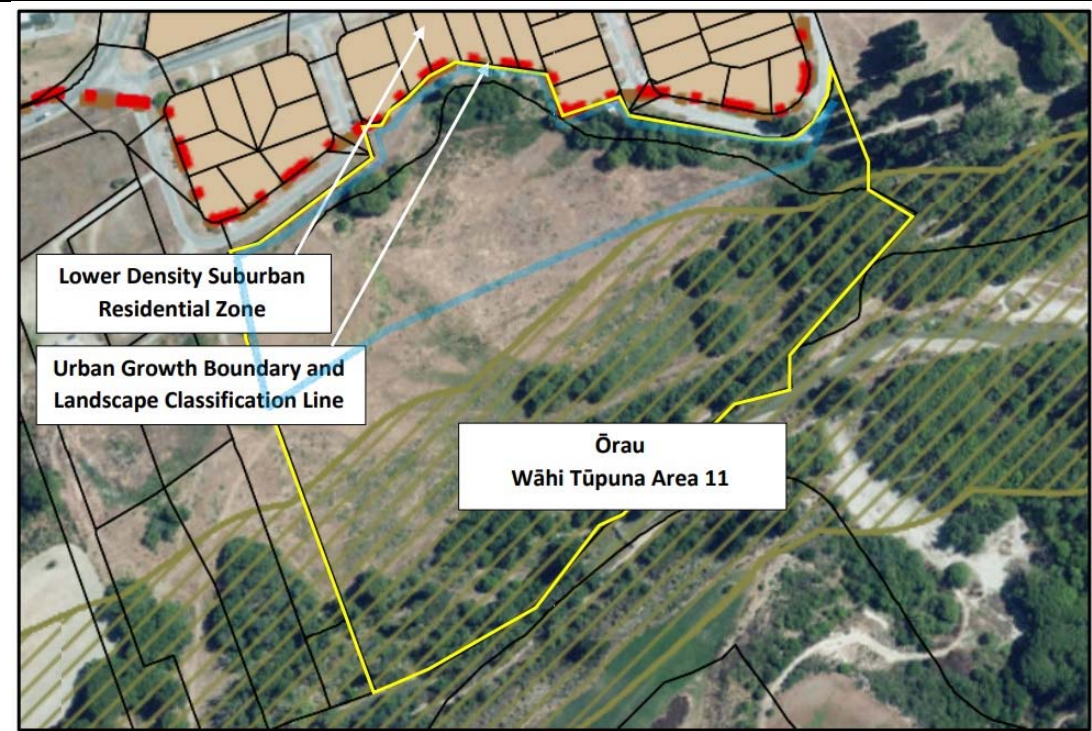 Lower Density Suburban
Residential Zone
Urban Growth Boundary and
Landscape Classification Line
Ōrau
Wāhi Tūpuna Area 11